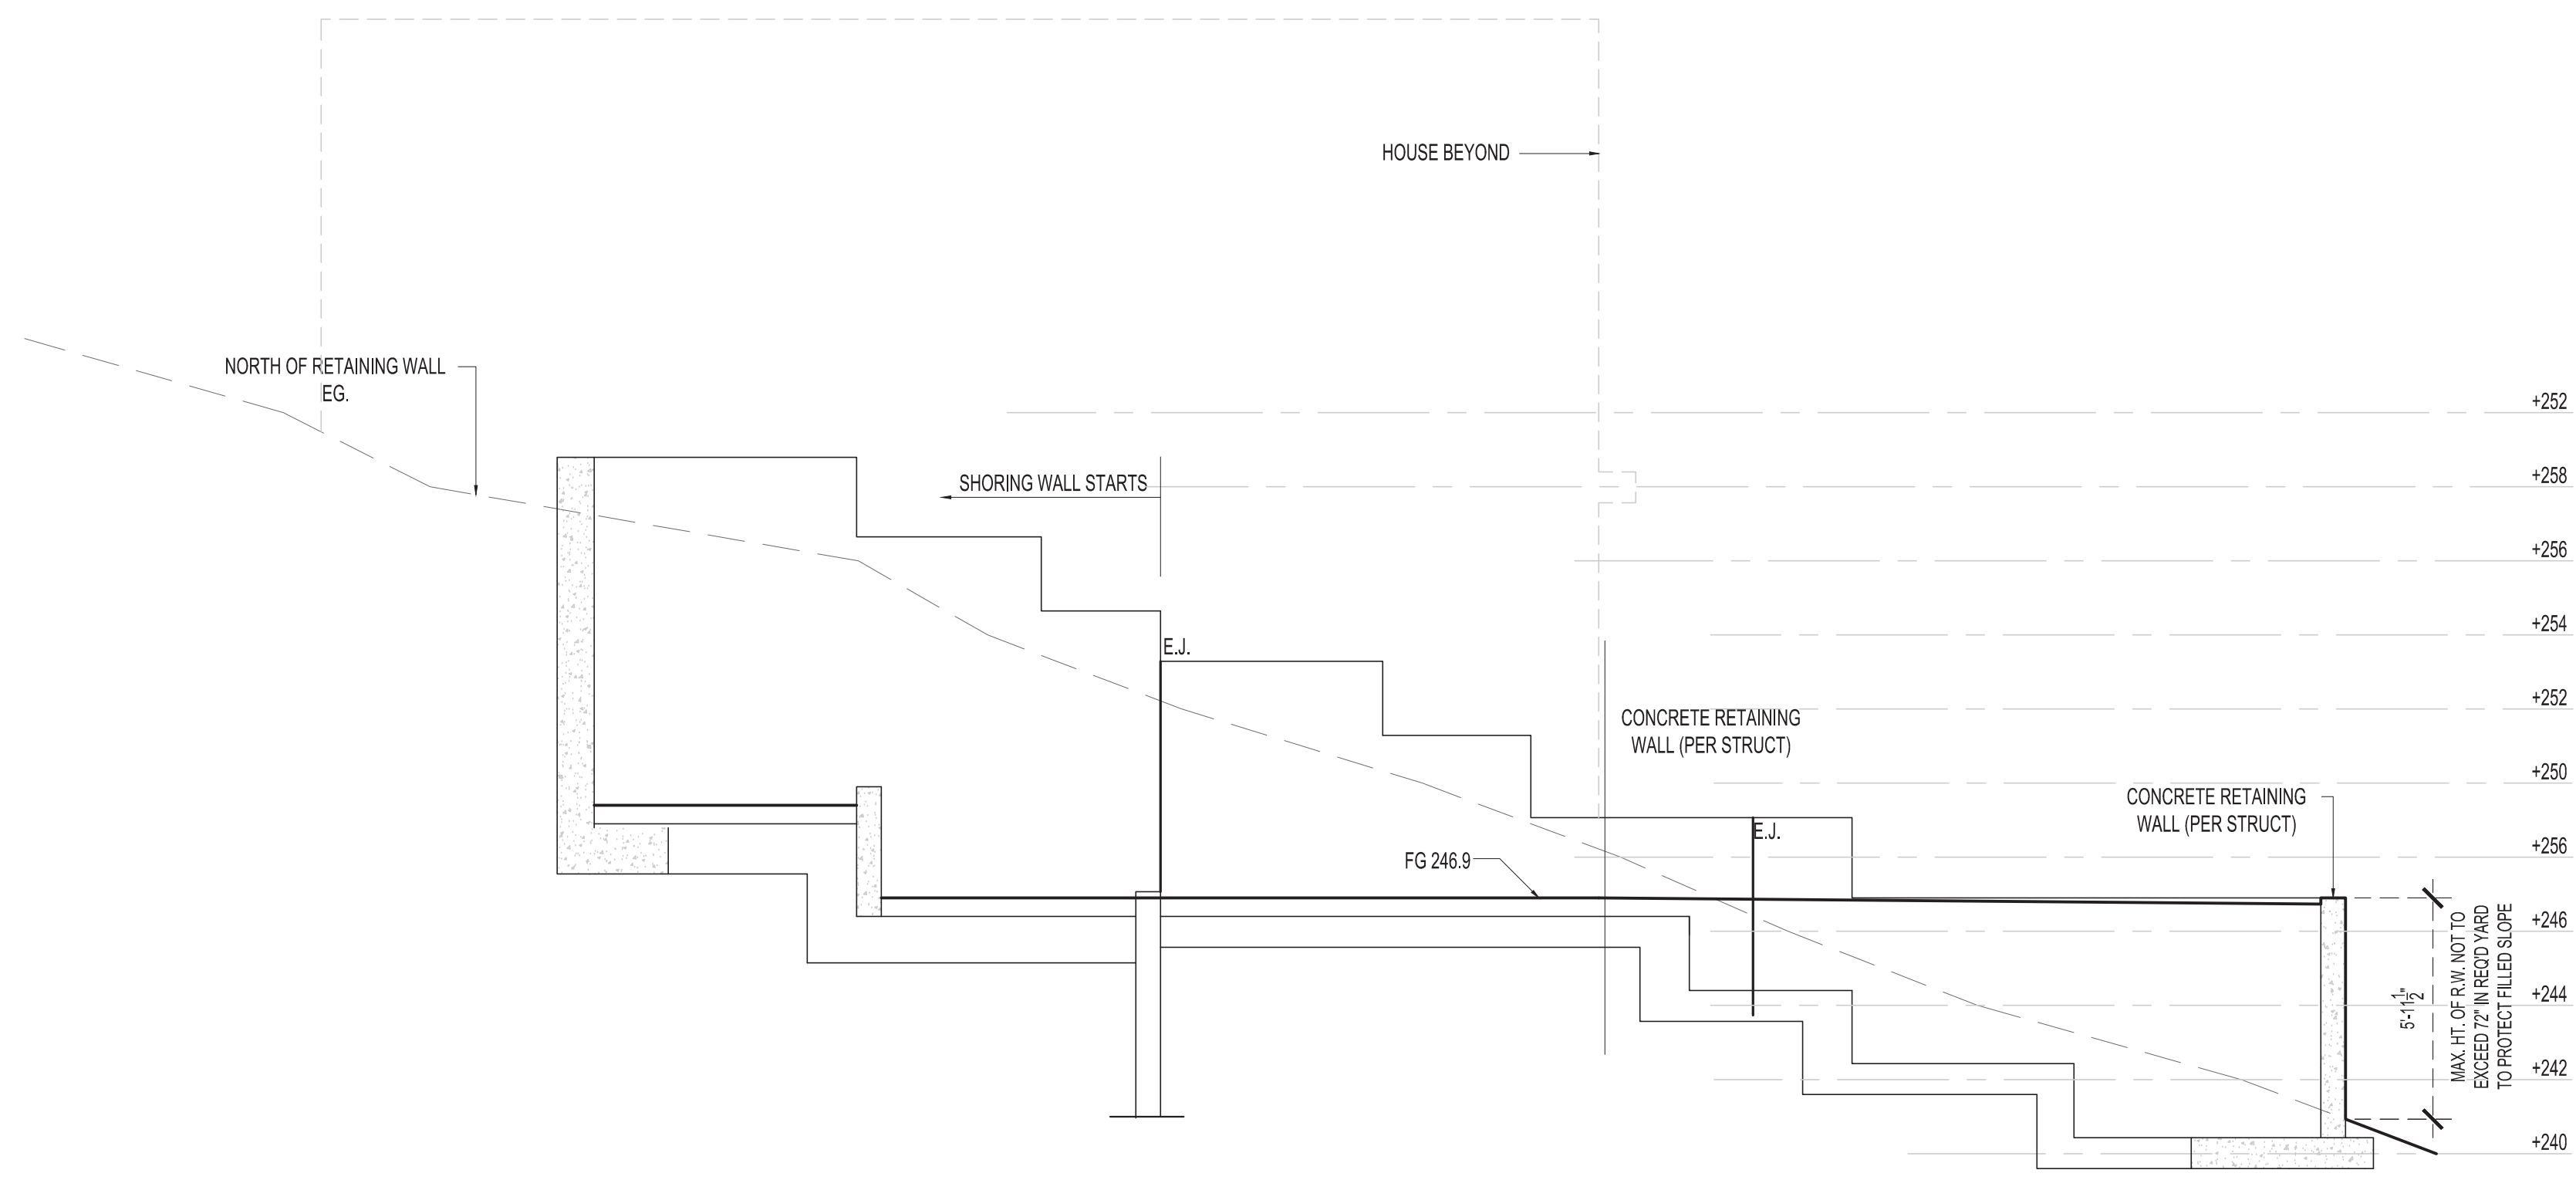 HOUSE BEYOND
NORTH OF RETAINING WALL
EG.
+252
SHORING WALL STARTS
+258
+256
+254
E.J.
+252
CONCRETE RETAINING
WALL (PER STRUCT)
+250
CONCRETE RETAINING
WALL (PER STRUCT)
E.J.
+256
FG 246.9
+246
+244
+242
+240
5'-11 1/2"
MAX. HT. OF R.W. NOT TO
EXCEED 72" IN REQ'D YARD
TO PROTECT FILLED SLOPE